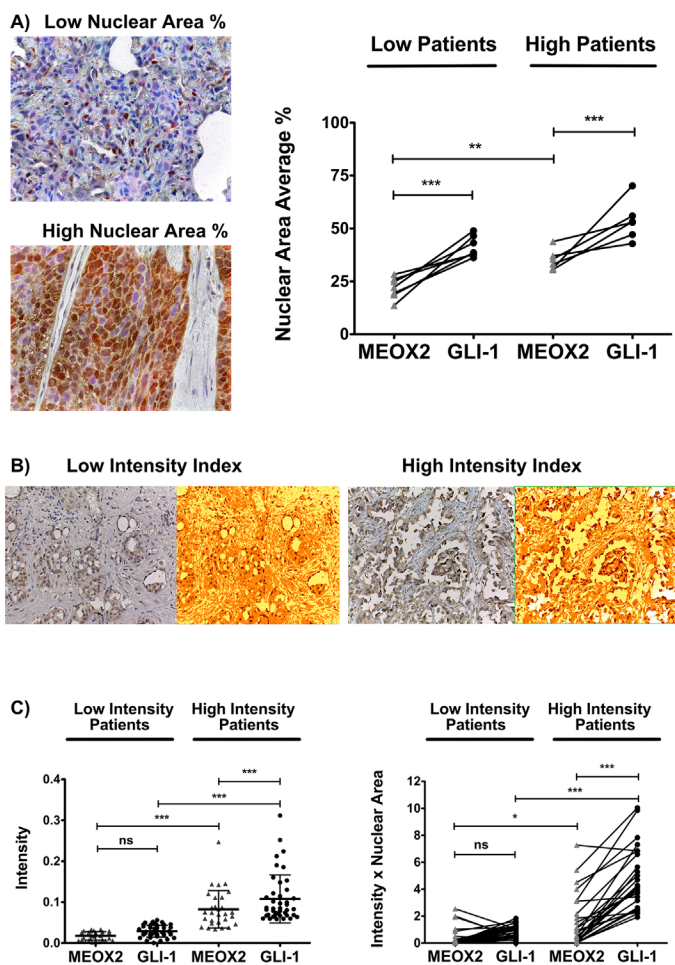 A)
Low Nuclear Area %
High Nuclear Area %
Low Patients
High Patients
Nuclear Area Average %
100
75
50
25
0
**
***
***
MEOX2
GLI-1
MEOX2
GLI-1
B)
Low Intensity Index
High Intensity Index
C)
Low Intensity
Patients
High Intensity
Patients
Intensity
0.4
0.3
0.2
0.1
0.0
***
***
***
ns
MEOX2
GLI-1
MEOX2
GLI-1
Low Intensity
Patients
High Intensity
Patients
Intensity x Nuclear Area
12
10
8
6
4
2
0
***
***
*
ns
MEOX2
GLI-1
MEOX2
GLI-1